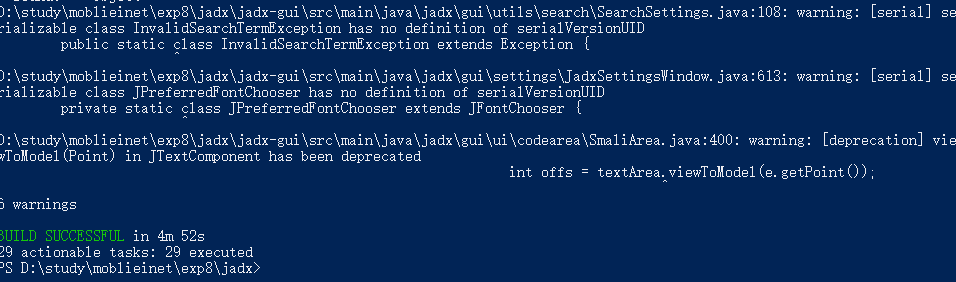 D:\study\moblieinet\exp8\jadx\jadx-gui\src\main\java\jadx\gui\utils\search\SearchSettings.java:108: warning: [serial] se
rializable class InvalidSearchTermException has no definition of serialVersionUID
public static class InvalidSearchTermException extends Exception {
^
D:\study\moblieinet\exp8\jadx\jadx-gui\src\main\java\jadx\gui\settings\JadxSettingsWindow.java:613: warning: [serial] se
rializable class JPreferredFontChooser has no definition of serialVersionUID
private static class JPreferredFontChooser extends JFontChooser {
^
D:\study\moblieinet\exp8\jadx\jadx-gui\src\main\java\jadx\gui\ui\codearea\SmaliArea.java:400: warning: [deprecation] vie
wToModel(Point) in JTextComponent has been deprecated
int offs = textArea.viewToModel(e.getPoint());
^
6 warnings
BUILD SUCCESSFUL in 4m 52s
29 actionable tasks: 29 executed
PS D:\study\moblieinet\exp8\jadx>